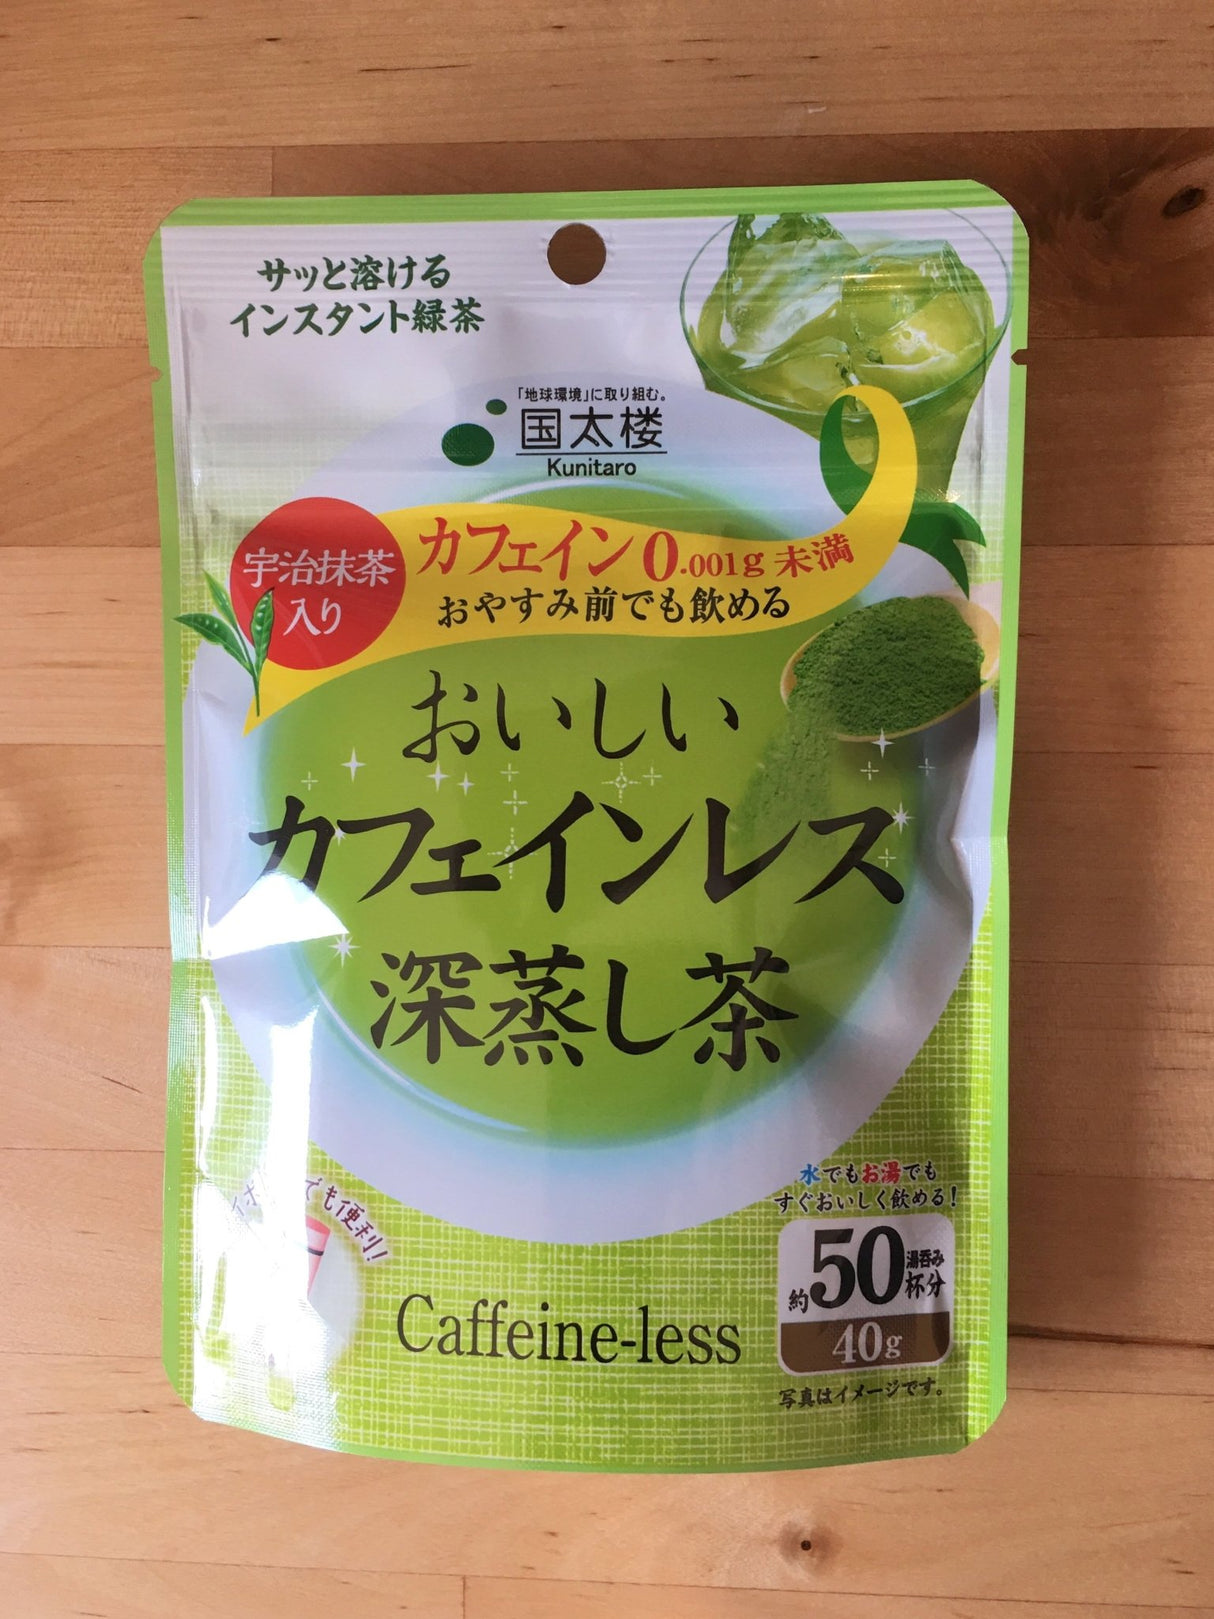 サッと溶ける
インスタント緑茶
「地球環境」に取り組む。
国太楼
Kunitaro
宇治抹茶
入り
カフェイン0.001g未満
おやすみ前でも飲める
おいしい
カフェインレス
深蒸し茶
でも便利!
Caffeine-less
水でもお湯でも
すぐおいしく飲める!
約50湯呑み杯分
40g
写真はイメージです。